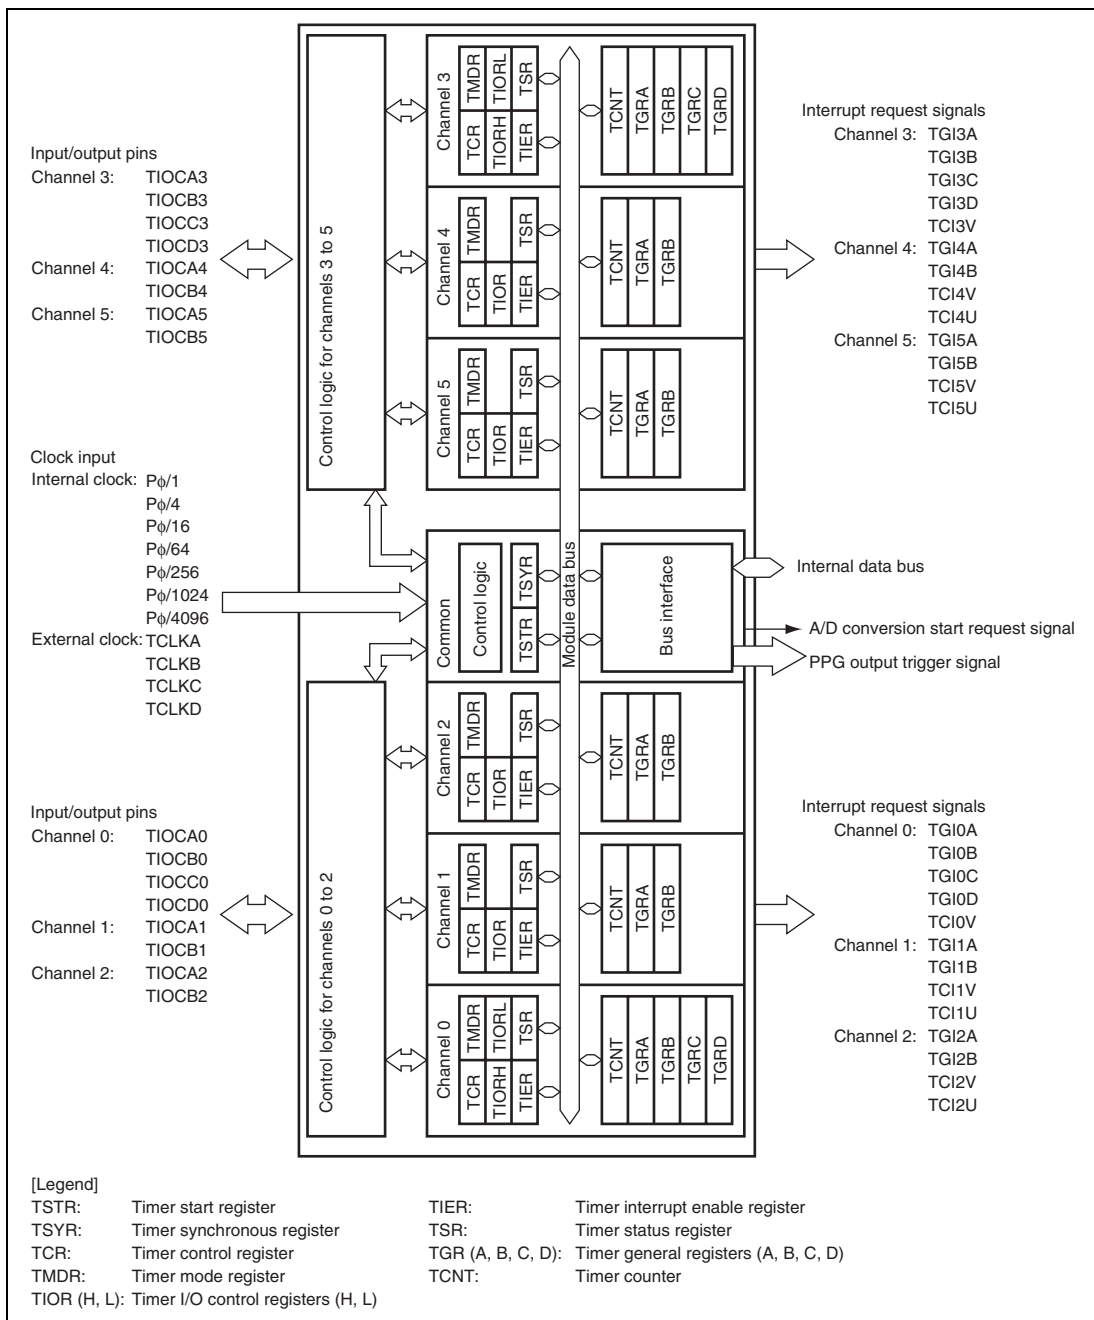 Input/output pins
Channel 3: TIOCA3
TIOCB3
TIOCC3
TIOCD3
Channel 4: TIOCA4
TIOCB4
Channel 5: TIOCA5
TIOCB5
Clock input
Internal clock: Pϕ/1
Pϕ/4
Pϕ/16
Pϕ/64
Pϕ/256
Pϕ/1024
Pϕ/4096
External clock: TCLKA
TCLKB
TCLKC
TCLKD
Input/output pins
Channel 0: TIOCA0
TIOCB0
TIOCC0
TIOCD0
Channel 1: TIOCA1
TIOCB1
Channel 2: TIOCA2
TIOCB2
Control logic for channels 3 to 5
Control logic for channels 0 to 2
Channel 3
TCR TMDR
TIORH TIORL
TIER TSR
TCNT
TGRA
TGRB
TGRC
TGRD
Channel 4
TCR TMDR
TIOR
TIER TSR
TCNT
TGRA
TGRB
Channel 5
TCR TMDR
TIOR
TIER TSR
TCNT
TGRA
TGRB
Common
Control logic
TSTR TSYR
Module data bus
Bus interface
Channel 2
TCR TMDR
TIOR
TIER TSR
TCNT
TGRA
TGRB
Channel 1
TCR TMDR
TIOR
TIER TSR
TCNT
TGRA
TGRB
Channel 0
TCR TMDR
TIORH TIORL
TIER TSR
TCNT
TGRA
TGRB
TGRC
TGRD
Interrupt request signals
Channel 3: TGI3A
TGI3B
TGI3C
TGI3D
TCI3V
Channel 4: TGI4A
TGI4B
TCI4V
TCI4U
Channel 5: TGI5A
TGI5B
TCI5V
TCI5U
Internal data bus
A/D conversion start request signal
PPG output trigger signal
Interrupt request signals
Channel 0: TGI0A
TGI0B
TGI0C
TGI0D
TCI0V
Channel 1: TGI1A
TGI1B
TCI1V
TCI1U
Channel 2: TGI2A
TGI2B
TCI2V
TCI2U
[Legend]
TSTR: Timer start register
TSYR: Timer synchronous register
TCR: Timer control register
TMDR: Timer mode register
TIOR (H, L): Timer I/O control registers (H, L)
TIER: Timer interrupt enable register
TSR: Timer status register
TGR (A, B, C, D): Timer general registers (A, B, C, D)
TCNT: Timer counter